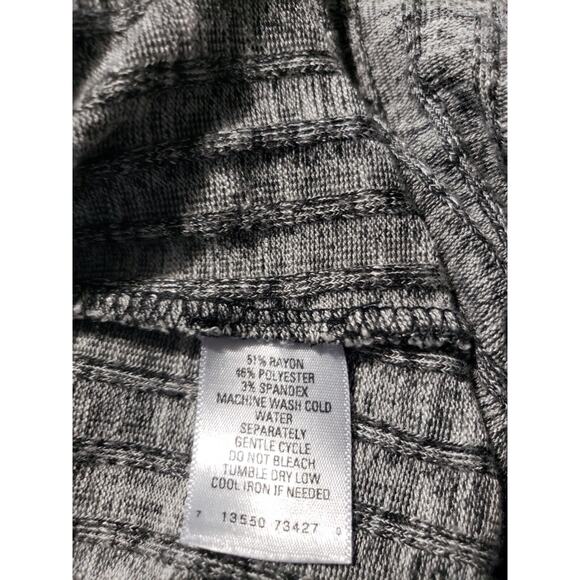 51% RAYON
46% POLYESTER
3% SPANDEX
MACHINE WASH COLD
WATER
SEPARATELY
GENTLE CYCLE
DO NOT BLEACH
TUMBLE DRY LOW
COOL IRON IF NEEDED
7 13550 73427 0